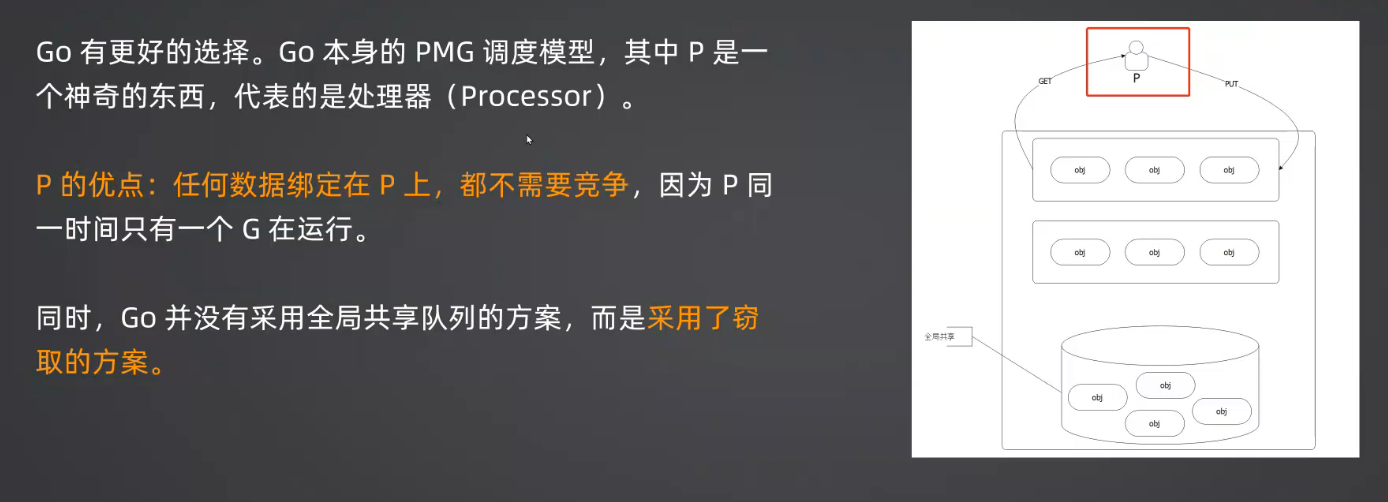 Go 有更好的选择。Go 本身的 PMG 调度模型，其中 P 是一
个神奇的东西，代表的是处理器（Processor）。
P 的优点：任何数据绑定在 P 上，都不需要竞争，因为 P 同
一时间只有一个 G 在运行。
同时，Go 并没有采用全局共享队列的方案，而是采用了窃
取的方案。
P
GET
PUT
obj obj obj
obj obj obj
全局共享
obj
obj
obj
obj